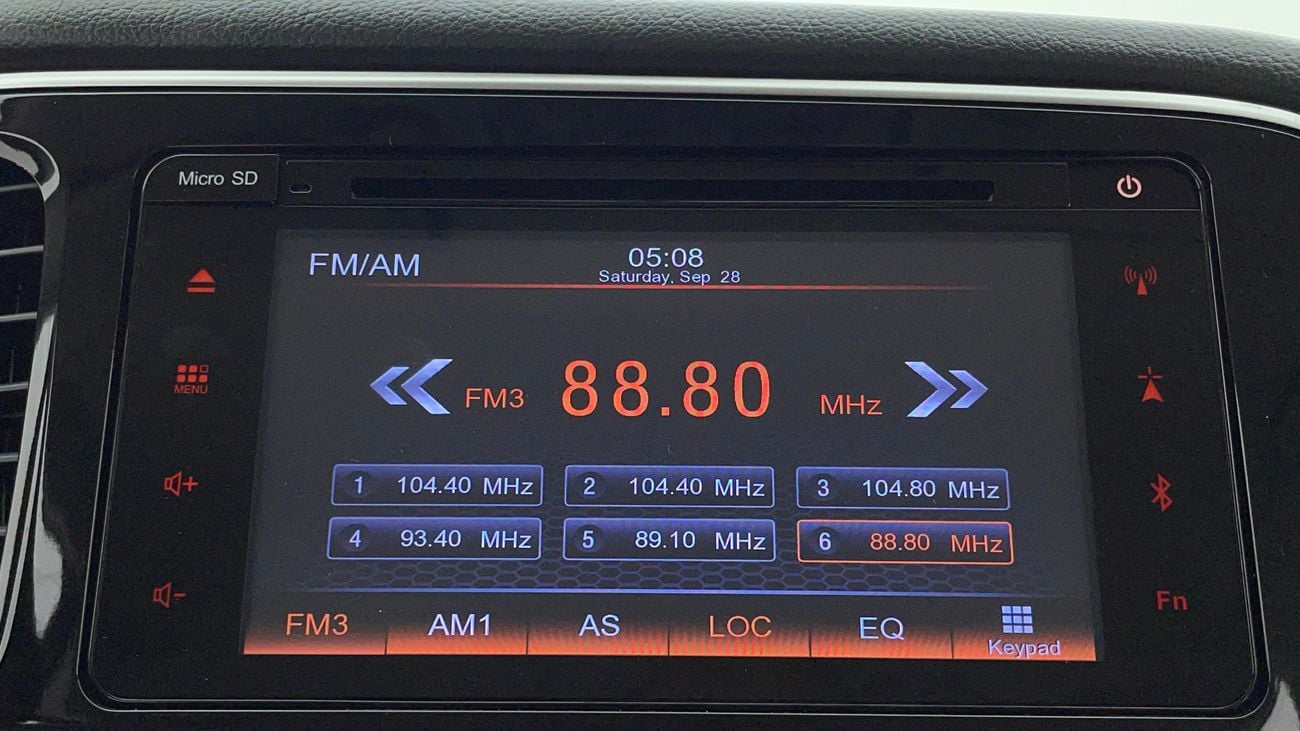 Micro SD
FM/AM
05:08
Saturday, Sep 28
MENU
FM3 88.80 MHz
1 104.40 MHz
2 104.40 MHz
3 104.80 MHz
4 93.40 MHz
5 89.10 MHz
6 88.80 MHz
Fn
FM3 AM1 AS LOC EQ Keypad